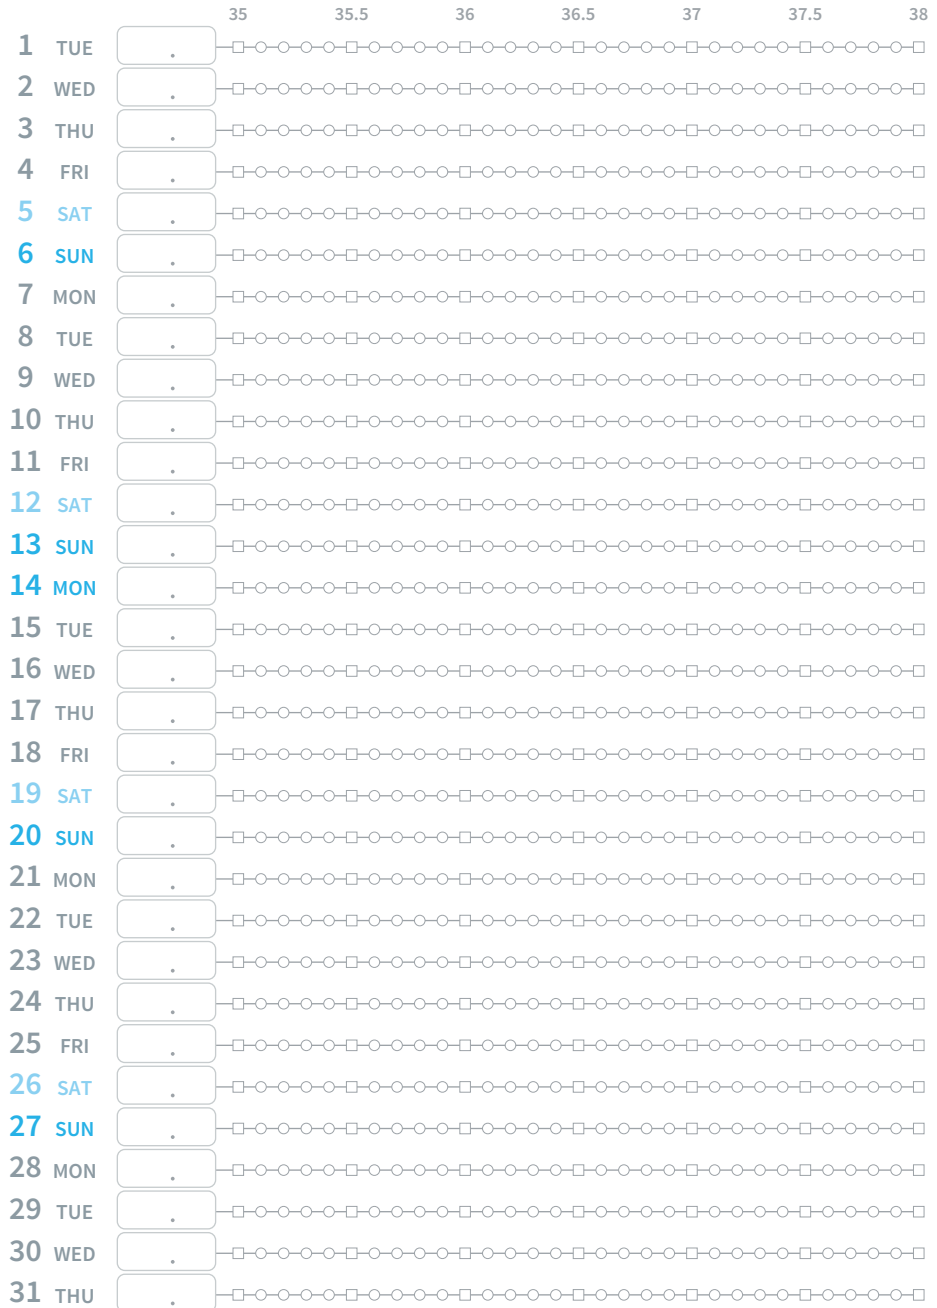 35 35.5 36 36.5 37 37.5 38
1 TUE .
2 WED .
3 THU .
4 FRI .
5 SAT .
6 SUN .
7 MON .
8 TUE .
9 WED .
10 THU .
11 FRI .
12 SAT .
13 SUN .
14 MON .
15 TUE .
16 WED .
17 THU .
18 FRI .
19 SAT .
20 SUN .
21 MON .
22 TUE .
23 WED .
24 THU .
25 FRI .
26 SAT .
27 SUN .
28 MON .
29 TUE .
30 WED .
31 THU .